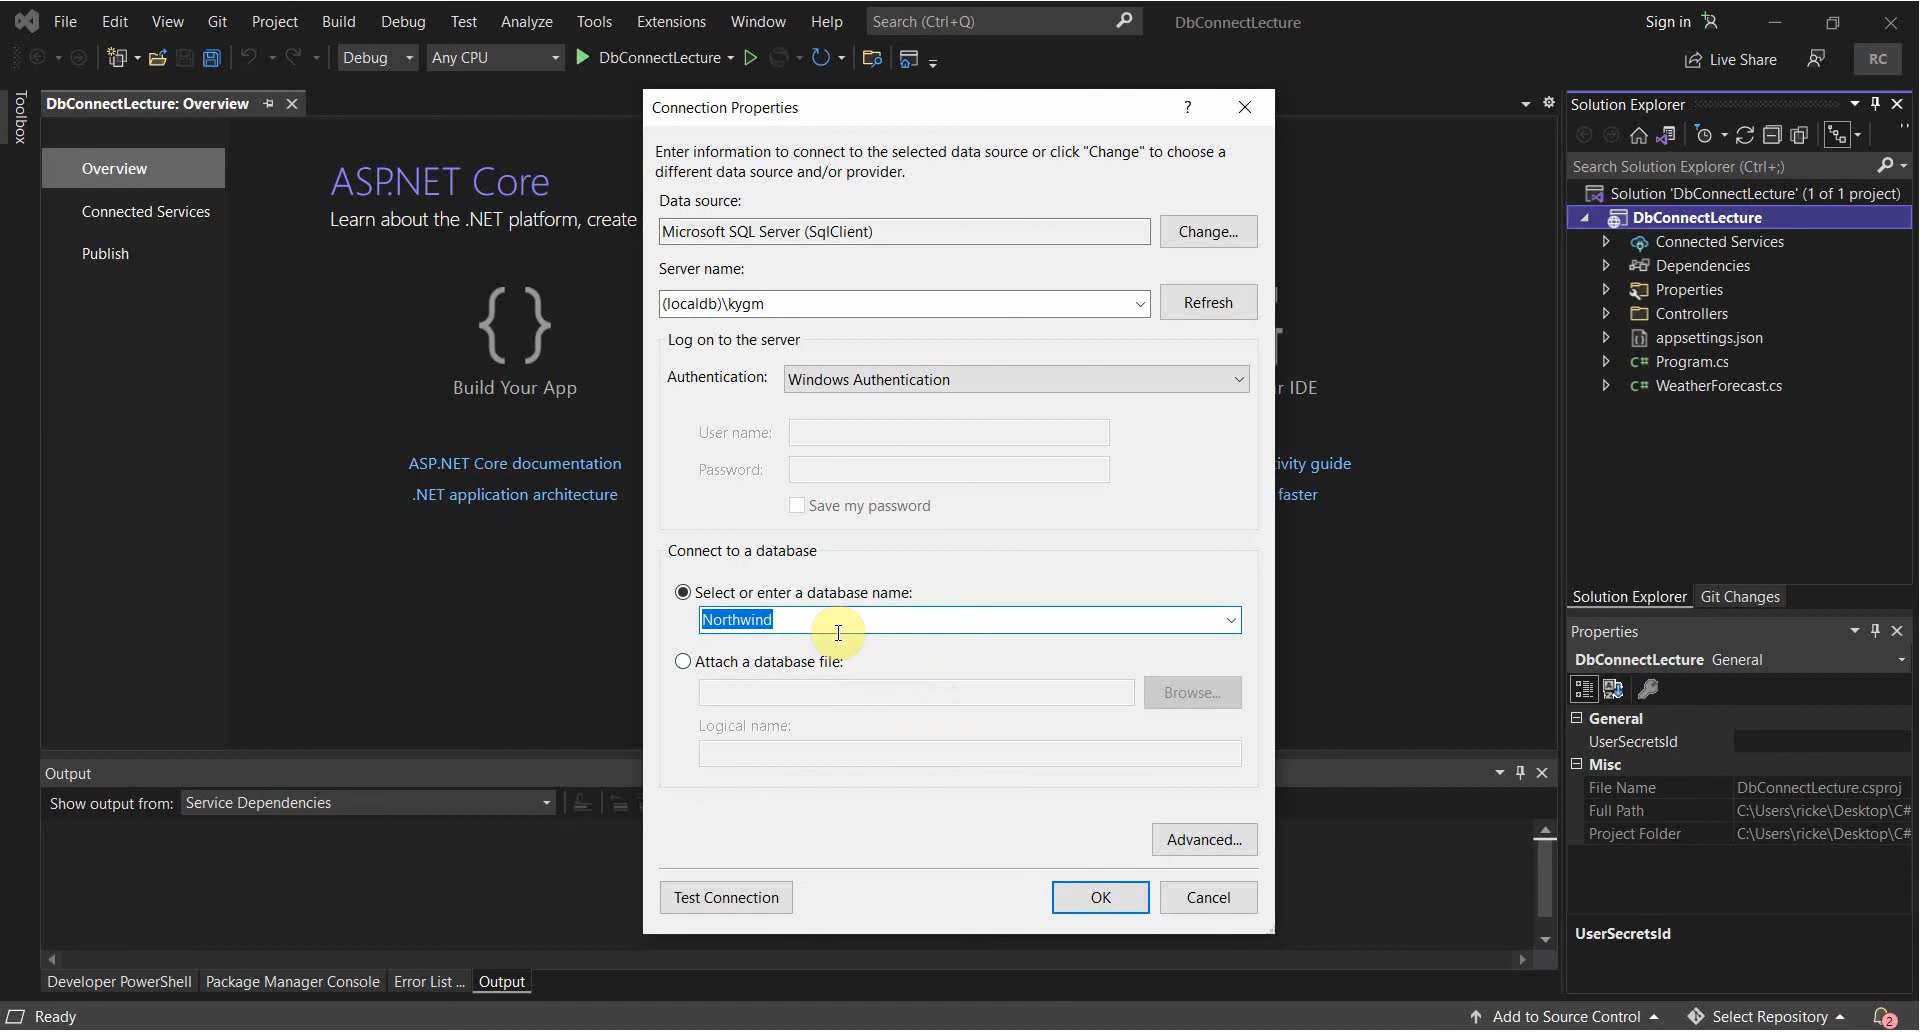 File Edit View Git Project Build Debug Test Analyze Tools Extensions Window Help Search (Ctrl+Q) DbConnectLecture Sign in
Debug Any CPU DbConnectLecture Live Share RC
Toolbox
DbConnectLecture: Overview
Overview
Connected Services
Publish
ASP.NET Core
Learn about the .NET platform, create
{ }
Build Your App
ASP.NET Core documentation
.NET application architecture
r IDE
ivity guide
faster
Connection Properties ?
Enter information to connect to the selected data source or click "Change" to choose a
different data source and/or provider.
Data source:
Microsoft SQL Server (SqlClient) Change...
Server name:
(localdb)\kygm Refresh
Log on to the server
Authentication: Windows Authentication
User name:
Password:
Save my password
Connect to a database
Select or enter a database name:
Northwind
Attach a database file:
Browse...
Logical name:
Advanced...
Test Connection OK Cancel
Solution Explorer
Search Solution Explorer (Ctrl+;)
Solution 'DbConnectLecture' (1 of 1 project)
DbConnectLecture
Connected Services
Dependencies
Properties
Controllers
appsettings.json
C# Program.cs
C# WeatherForecast.cs
Solution Explorer Git Changes
Properties
DbConnectLecture General
General
UserSecretsId
Misc
File Name DbConnectLecture.csproj
Full Path C:\Users\ricke\Desktop\C#
Project Folder C:\Users\ricke\Desktop\C#
UserSecretsId
Output
Show output from: Service Dependencies
Developer PowerShell Package Manager Console Error List ... Output
Ready Add to Source Control Select Repository 2